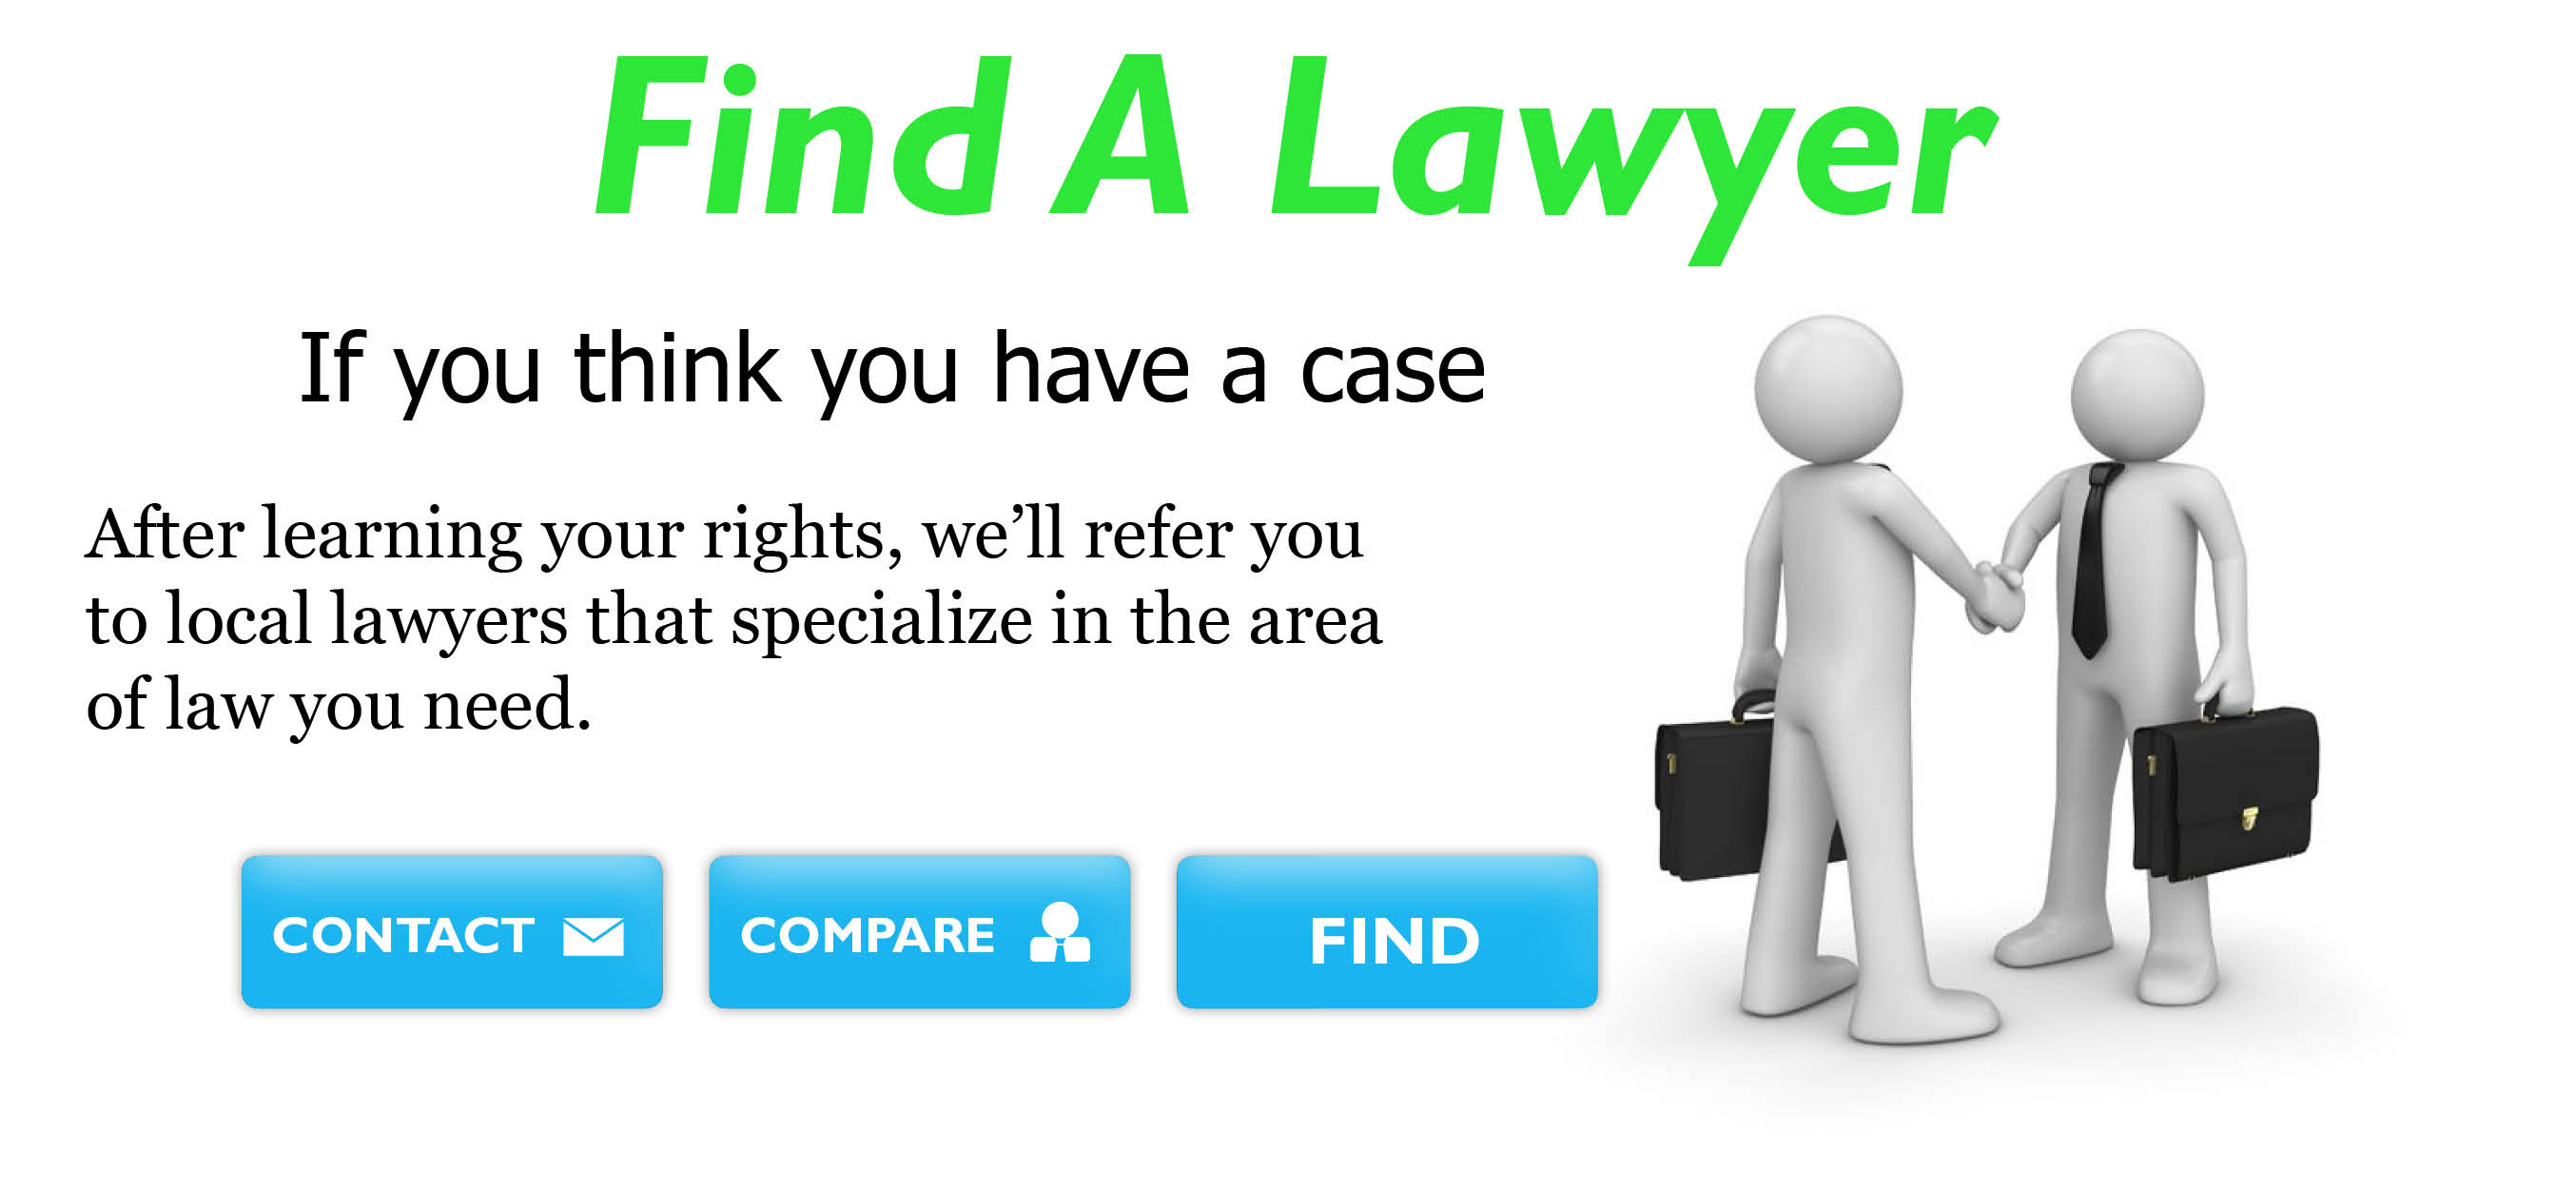 Find A Lawyer
If you think you have a case
After learning your rights, we’ll refer you
to local lawyers that specialize in the area
of law you need.
CONTACT
COMPARE
FIND